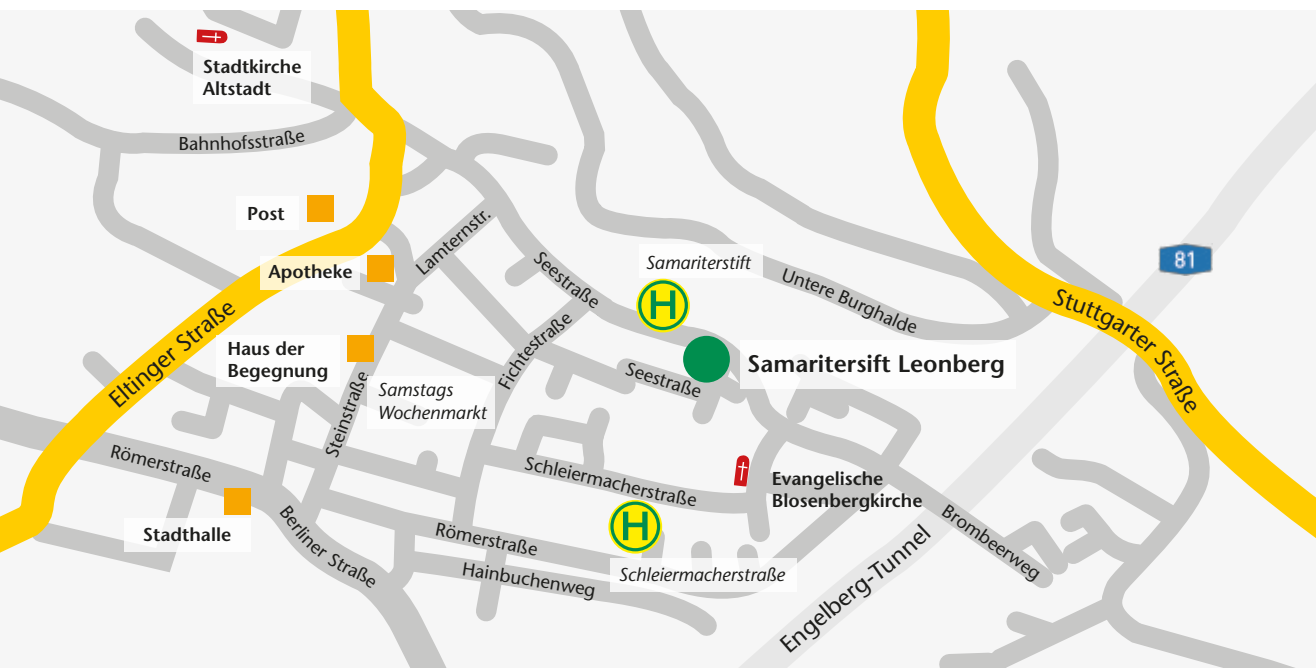 Stadtkirche
Altstadt
Bahnhofsstraße
Post
Lamternstr.
Apotheke
Seestraße
Samariterstift
H
Untere Burghalde
81
Stuttgarter Straße
Eltinger Straße
Haus der
Begegnung
Fichtestraße
Samaritersift Leonberg
Seestraße
Samstags
Wochenmarkt
Steinstraße
Römerstraße
Schleiermacherstraße
Evangelische
Blosenbergkirche
Stadthalle
Berliner Straße
Römerstraße
H
Brombeerweg
Hainbuchenweg
Schleiermacherstraße
Engelberg-Tunnel